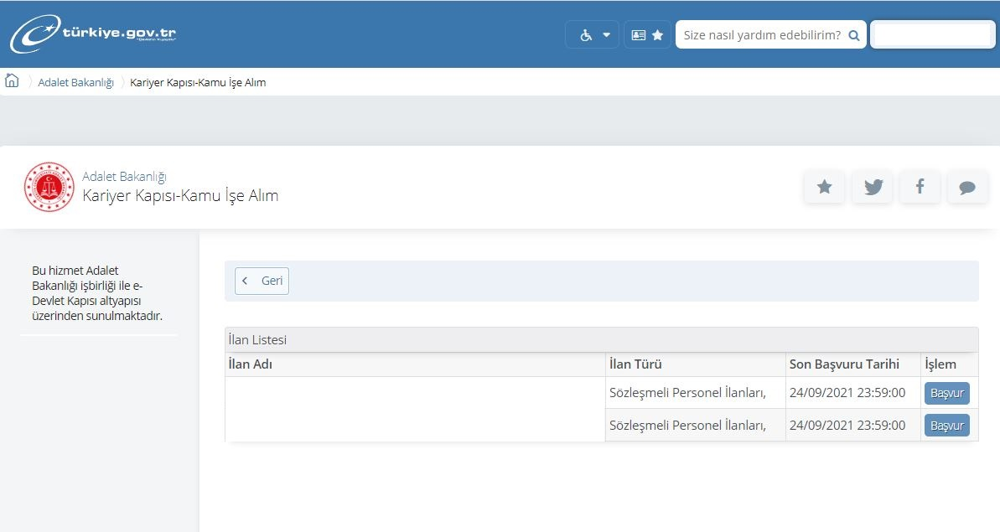 türkiye.gov.tr
Size nasıl yardım edebilirim?
Adalet Bakanlığı Kariyer Kapısı-Kamu İşe Alım
Adalet Bakanlığı
Kariyer Kapısı-Kamu İşe Alım
Bu hizmet Adalet
Bakanlığı işbirliği ile e-
Devlet Kapısı altyapısı
üzerinden sunulmaktadır.
Geri
İlan Listesi
İlan Adı İlan Türü Son Başvuru Tarihi İşlem
Sözleşmeli Personel İlanları, 24/09/2021 23:59:00 Başvur
Sözleşmeli Personel İlanları, 24/09/2021 23:59:00 Başvur